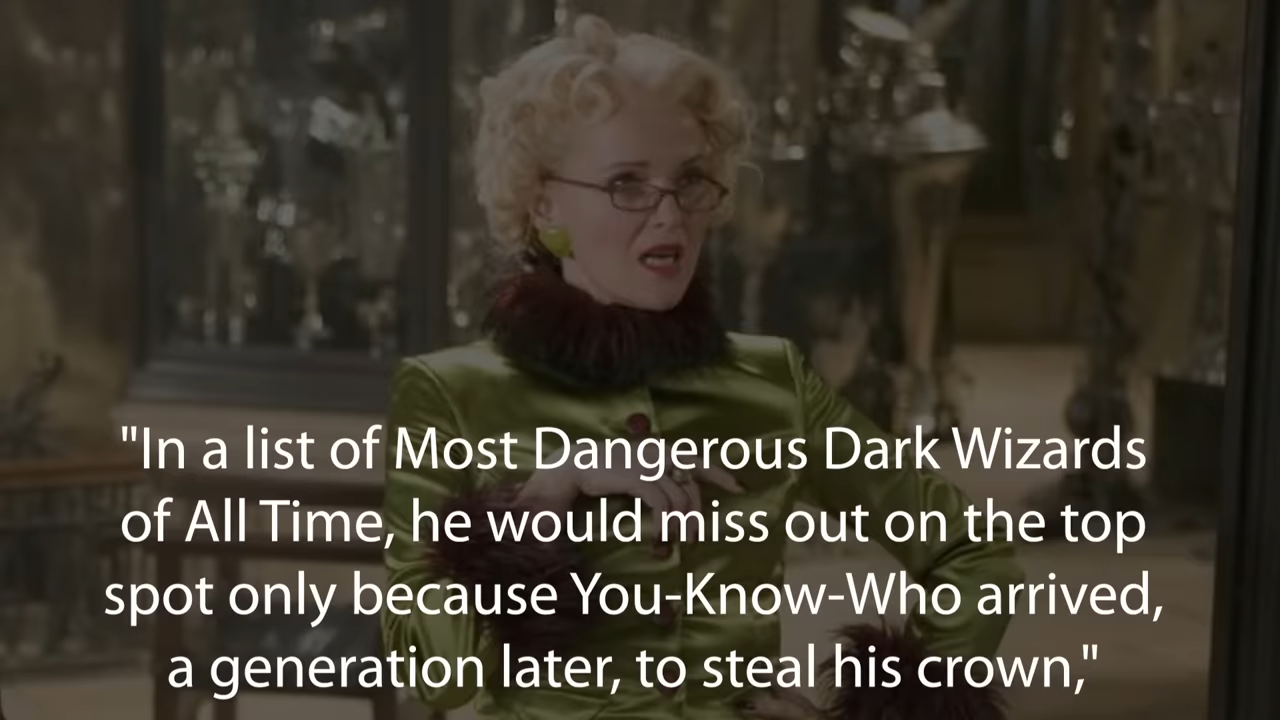 "In a list of Most Dangerous Dark Wizards
of All Time, he would miss out on the top
spot only because You-Know-Who arrived,
a generation later, to steal his crown,"